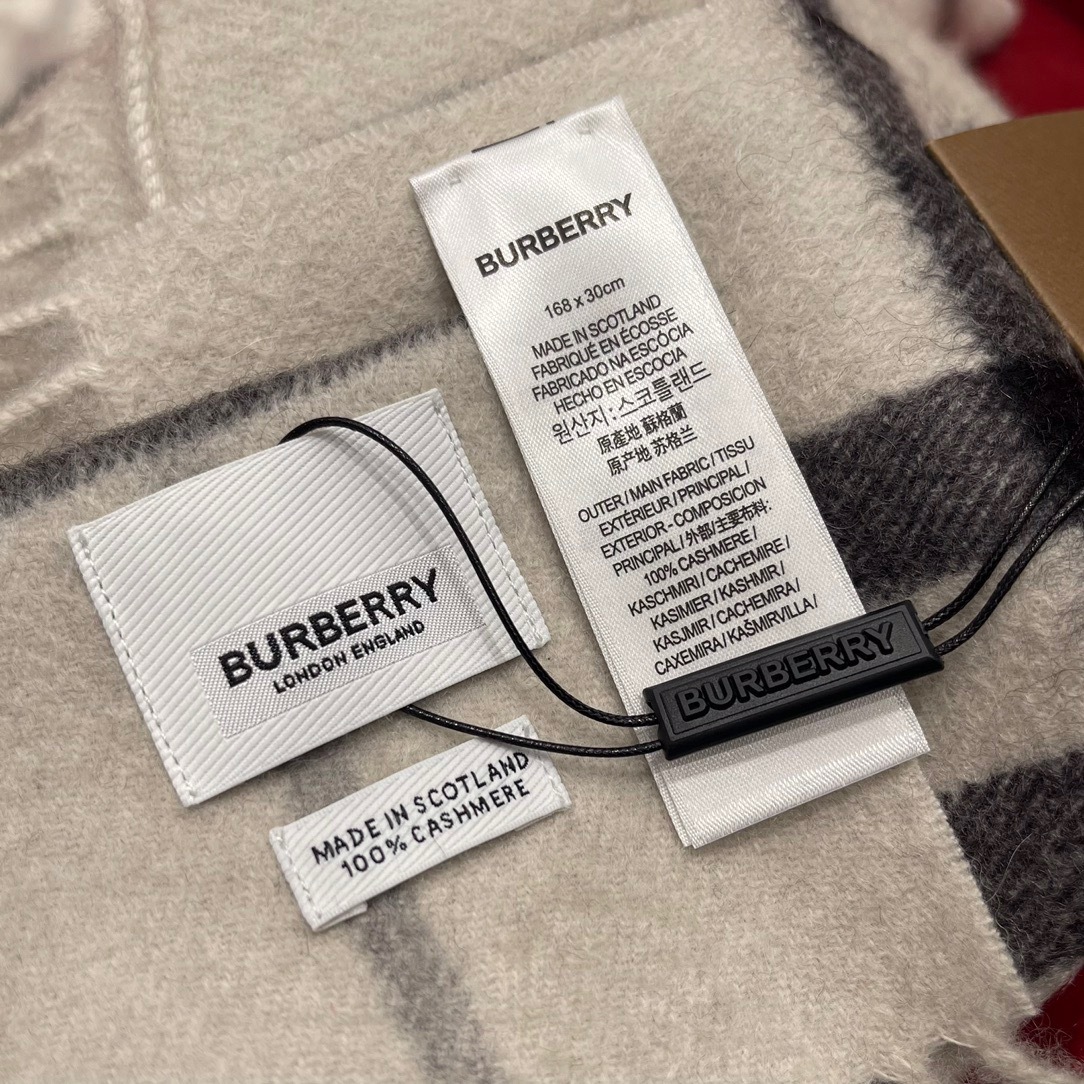 BURBERRY
168 x 30cm
MADE IN SCOTLAND
FABRIQUÉ EN ÉCOSSE
FABRICADO NA ESCÓCIA
HECHO EN ESCOCIA
원산지 : 스코틀랜드
原產地 蘇格蘭
原产地 苏格兰
OUTER / MAIN FABRIC / TISSU
EXTÉRIEUR / PRINCIPAL /
EXTERIOR - COMPOSICION
PRINCIPAL / 外部/主要布料:
100% CASHMERE /
KASCHMIRI / CACHEMIRE /
KASIMIER / KASHMIR /
KASJMIR / CACHEMIRA /
CAXEMIRA / KAŠMIRVILLA /
BURBERRY
BURBERRY
LONDON ENGLAND
MADE IN SCOTLAND
100% CASHMERE